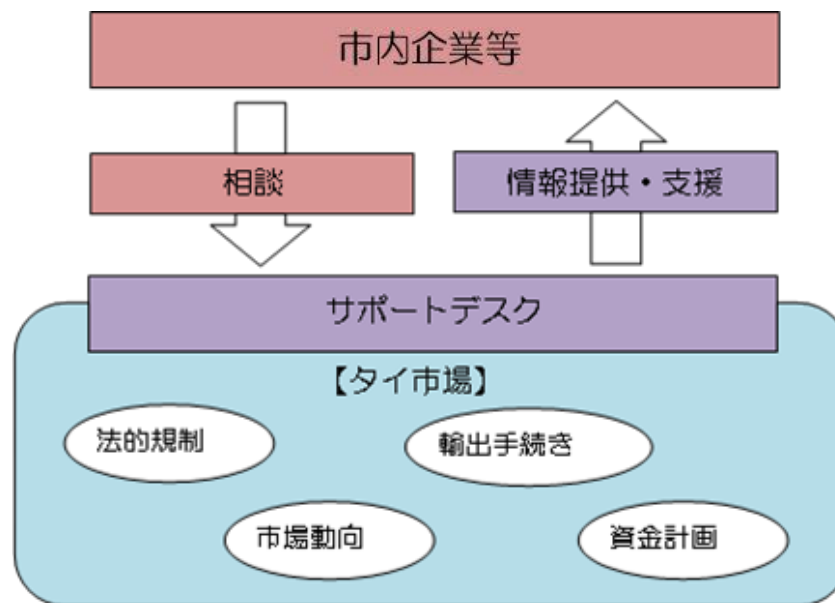 市内企業等
相談
情報提供・支援
サポートデスク
【タイ市場】
法的規制
輸出手続き
市場動向
資金計画